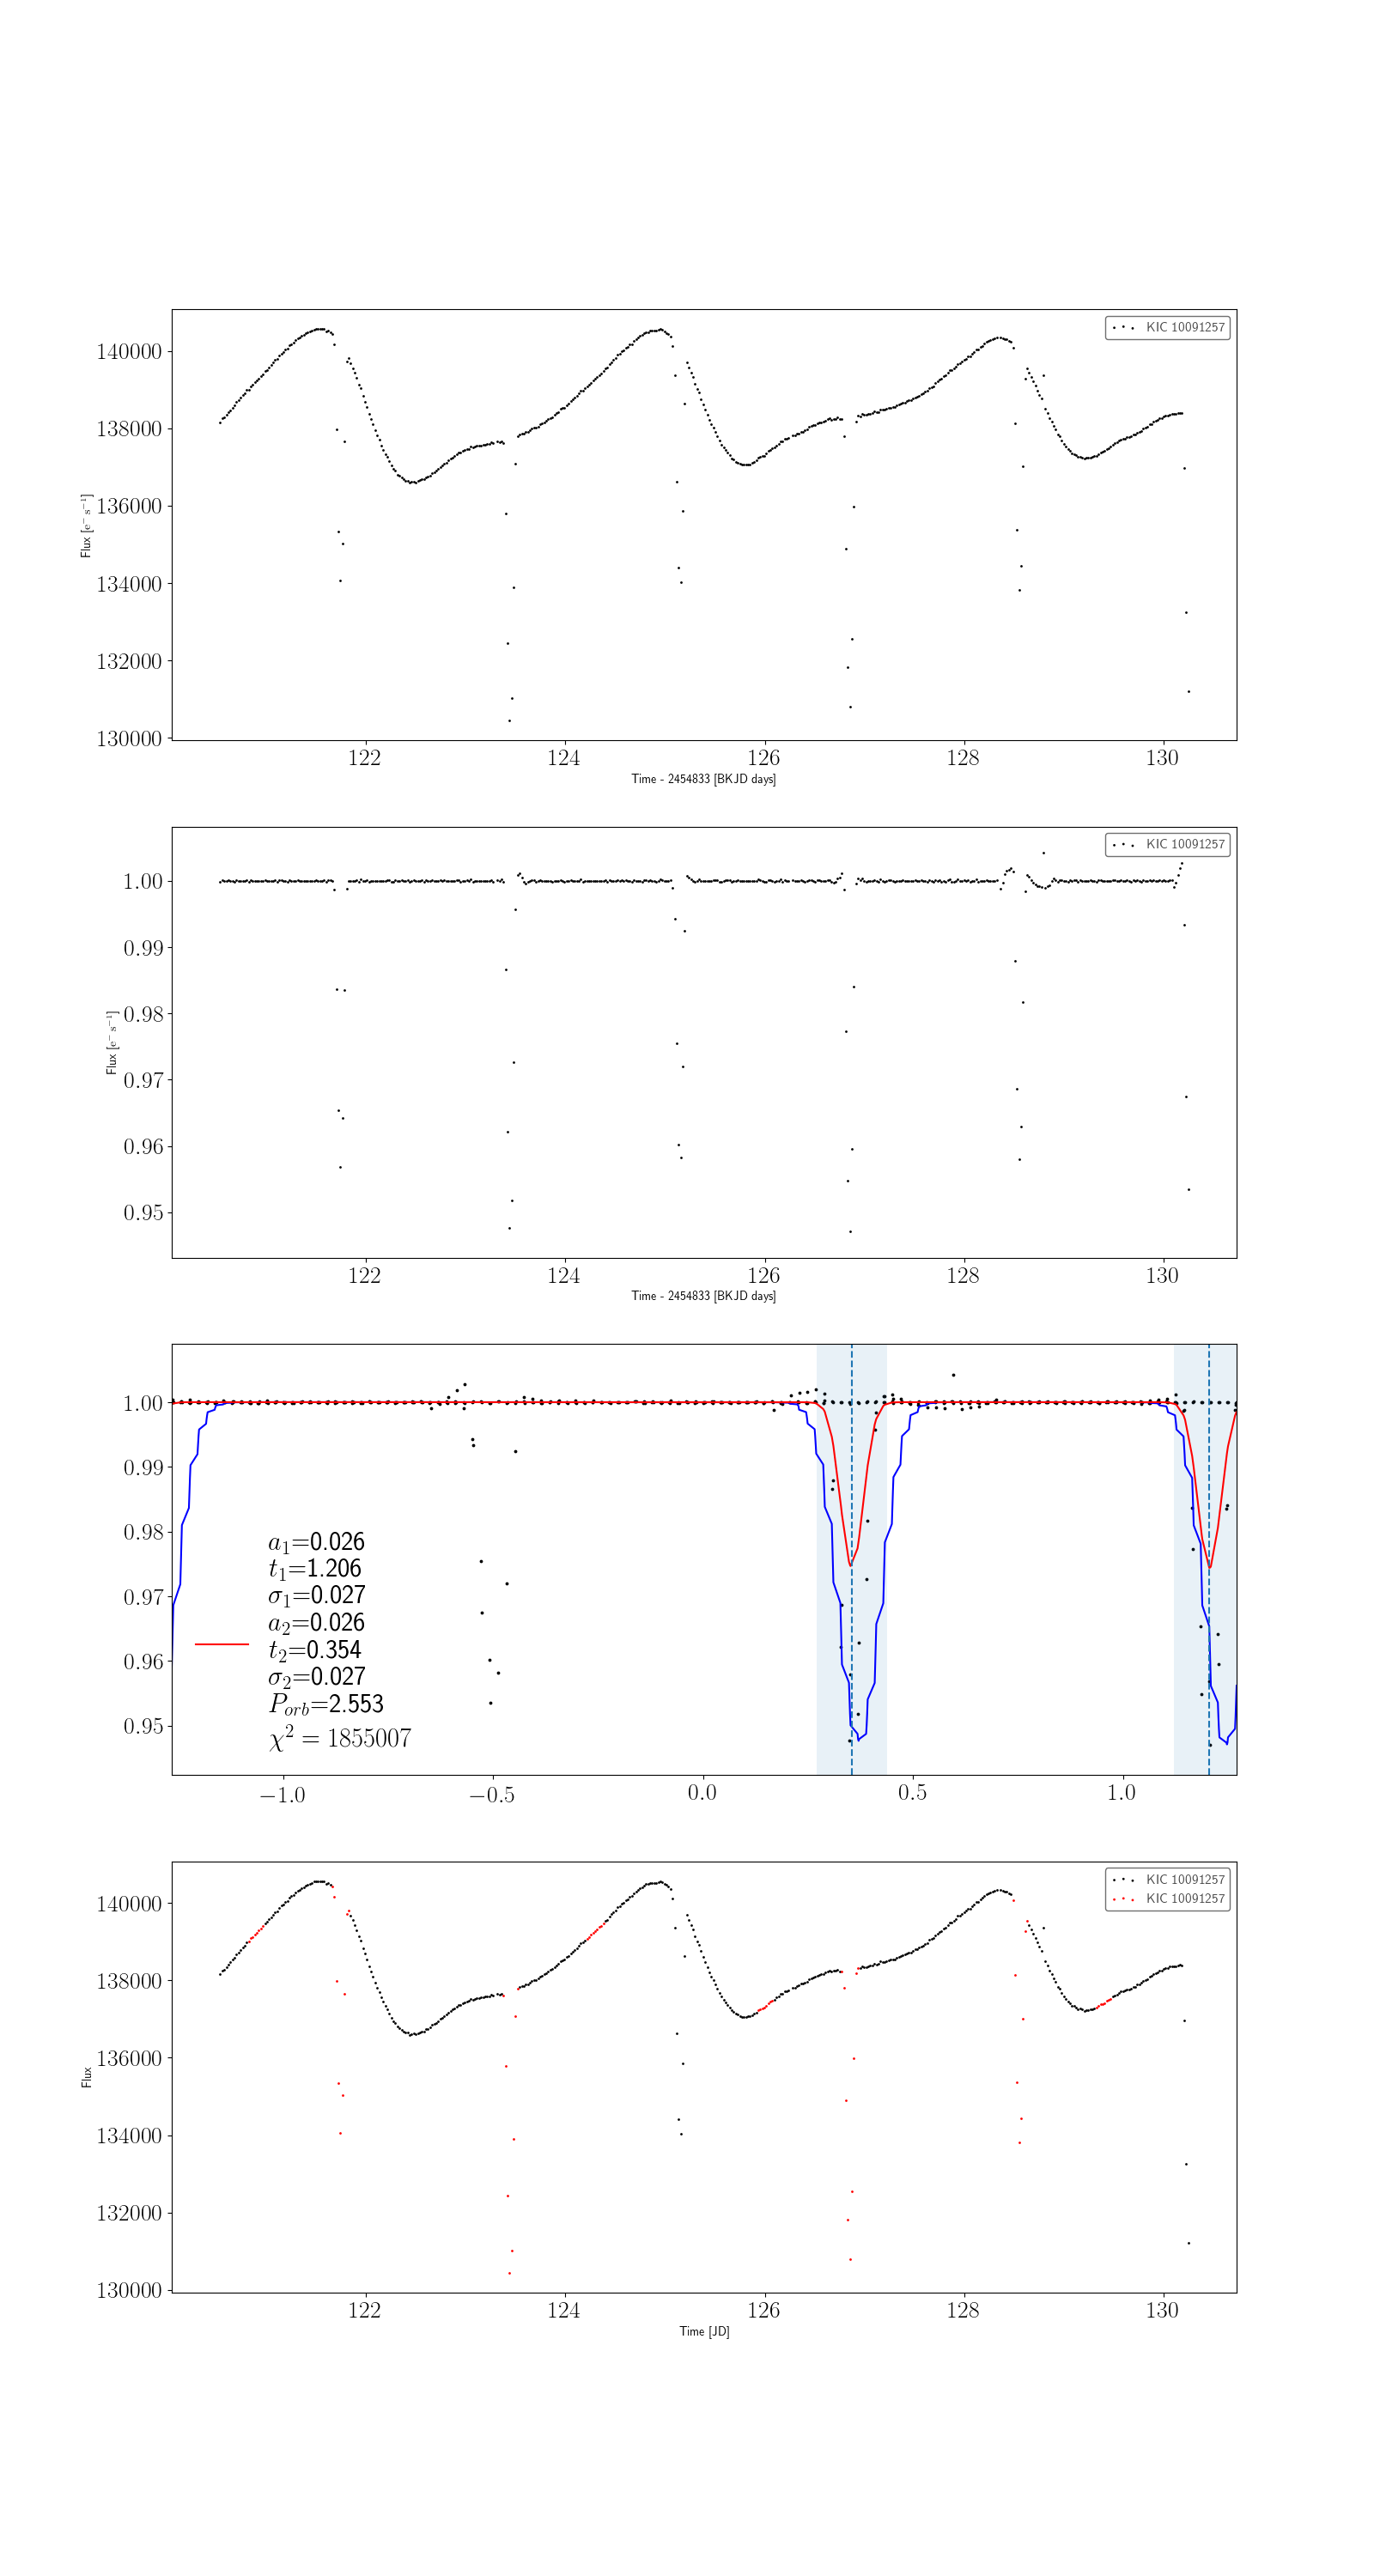 KIC 10091257
140000
138000
136000
134000
132000
130000
Flux [e⁻ s⁻¹]
122 124 126 128 130
Time - 2454833 [BKJD days]
KIC 10091257
1.00
0.99
0.98
0.97
0.96
0.95
Flux [e⁻ s⁻¹]
122 124 126 128 130
Time - 2454833 [BKJD days]
1.00
0.99
0.98
0.97
0.96
0.95
a₁=0.026
t₁=1.206
σ₁=0.027
a₂=0.026
t₂=0.354
σ₂=0.027
P_orb=2.553
χ² = 1855007
−1.0 −0.5 0.0 0.5 1.0
KIC 10091257
KIC 10091257
140000
138000
136000
134000
132000
130000
Flux
122 124 126 128 130
Time [JD]